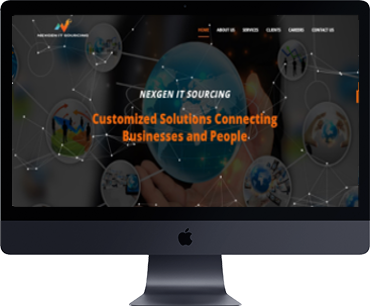 NEXGEN IT SOURCING
HOME ABOUT US SERVICES CLIENTS CAREERS CONTACT US
NEXGEN IT SOURCING
Customized Solutions Connecting
Businesses and People